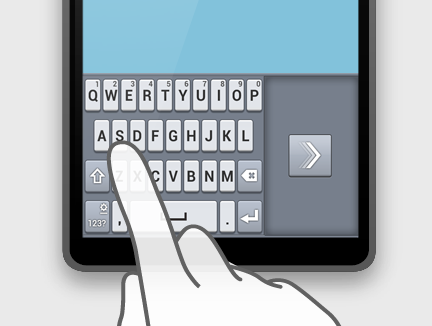 1 2 3 4 5 6 7 8 9 0
Q W E R T Y U I O P
A S D F G H J K L
Z X C V B N M
123? , .